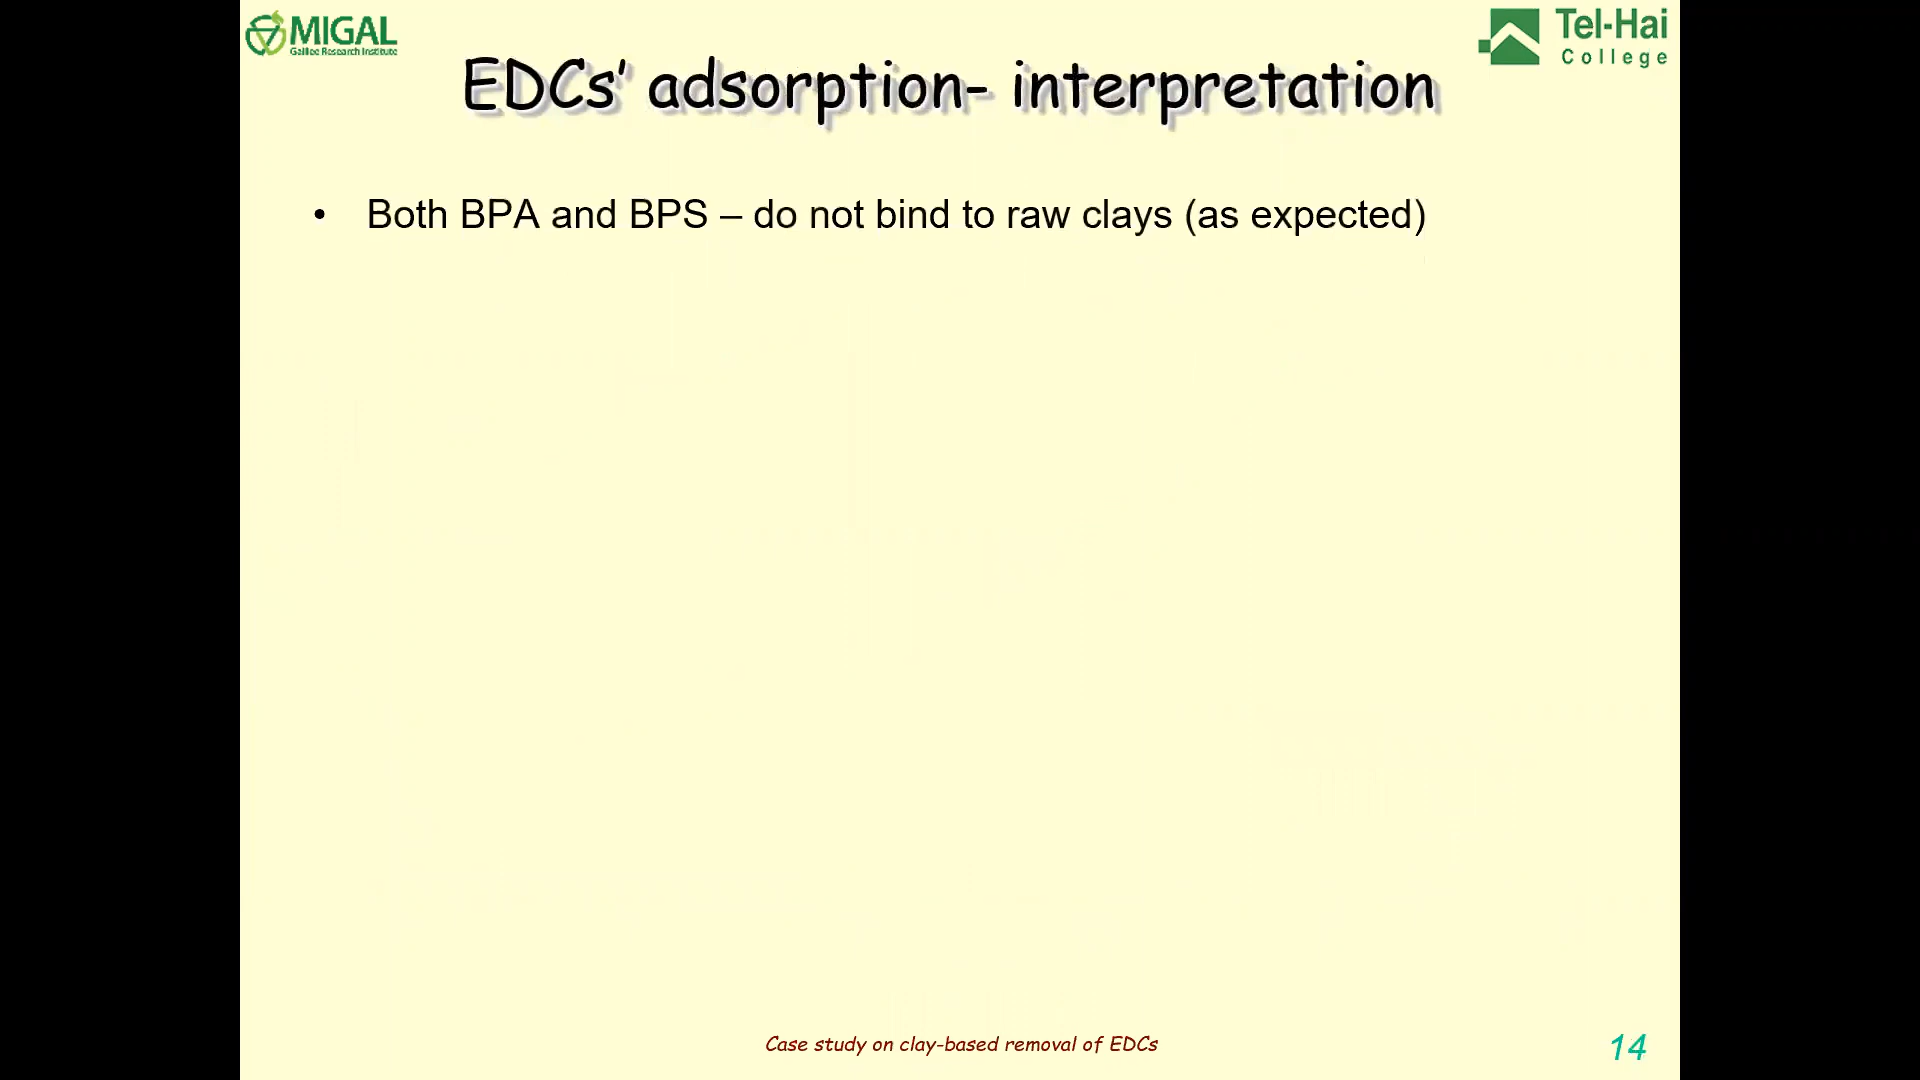 MIGAL
Galilee Research Institute
Tel-Hai
College
EDCs’ adsorption- interpretation
• Both BPA and BPS – do not bind to raw clays (as expected)
Case study on clay-based removal of EDCs
14